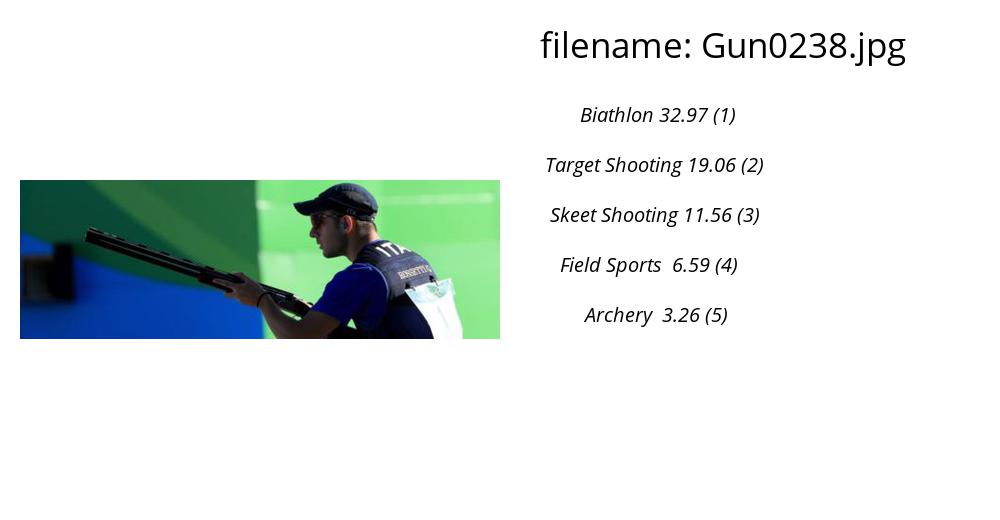 filename: Gun0238.jpg
Biathlon 32.97 (1)
Target Shooting 19.06 (2)
Skeet Shooting 11.56 (3)
Field Sports 6.59 (4)
Archery 3.26 (5)
ITA
ROSSETTI G